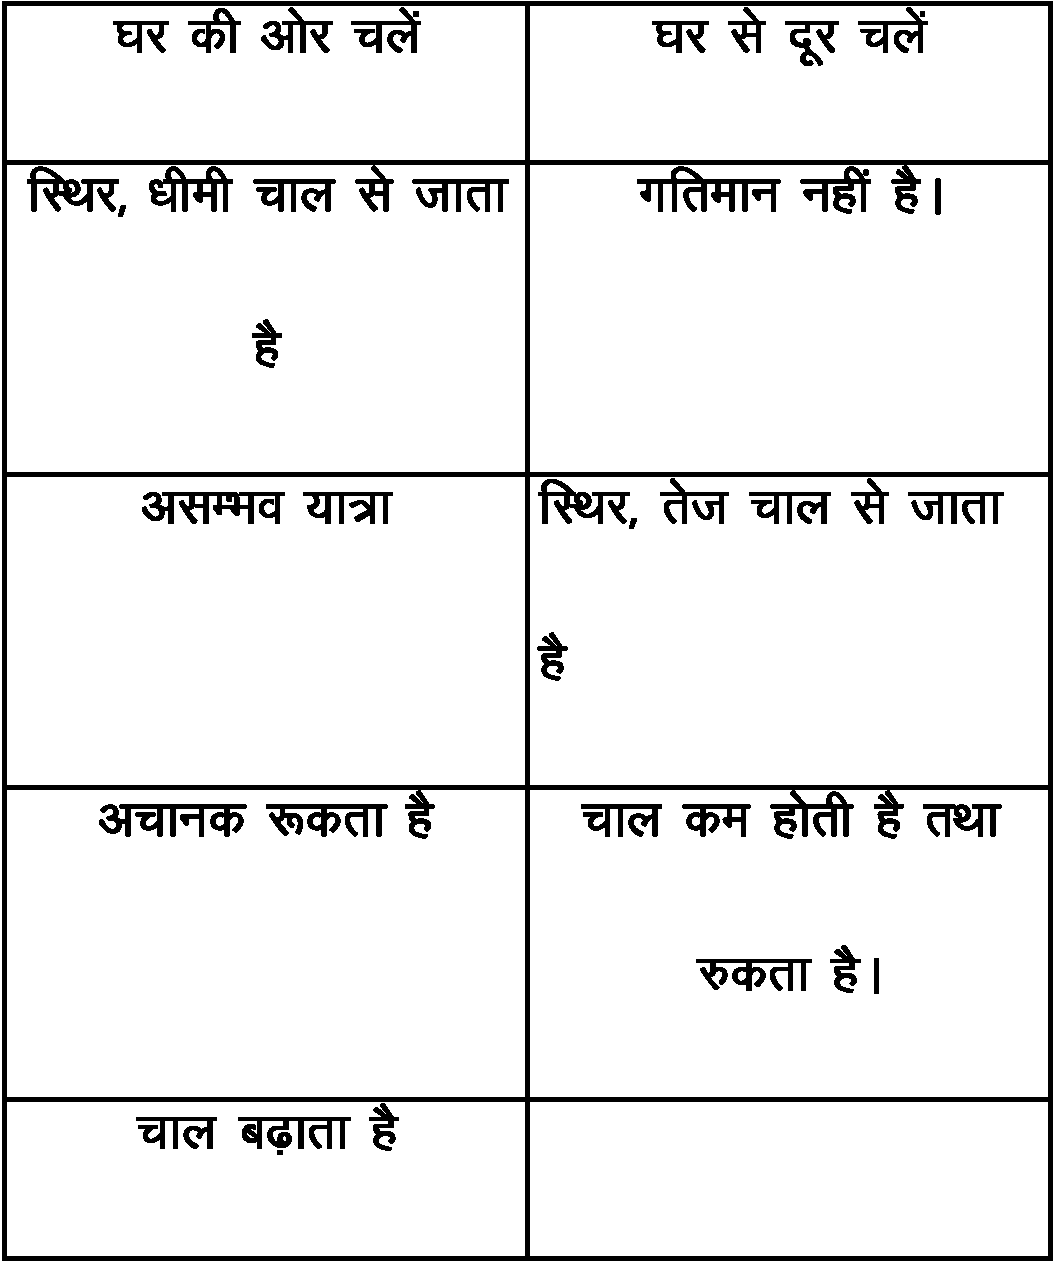 घर की ओर चलें
घर से दूर चलें
स्थिर, धीमी चाल से जाता
है
गतिमान नहीं है।
असम्भव यात्रा
स्थिर, तेज चाल से जाता
है
अचानक रूकता है
चाल कम होती है तथा
रुकता है।
चाल बढ़ाता है